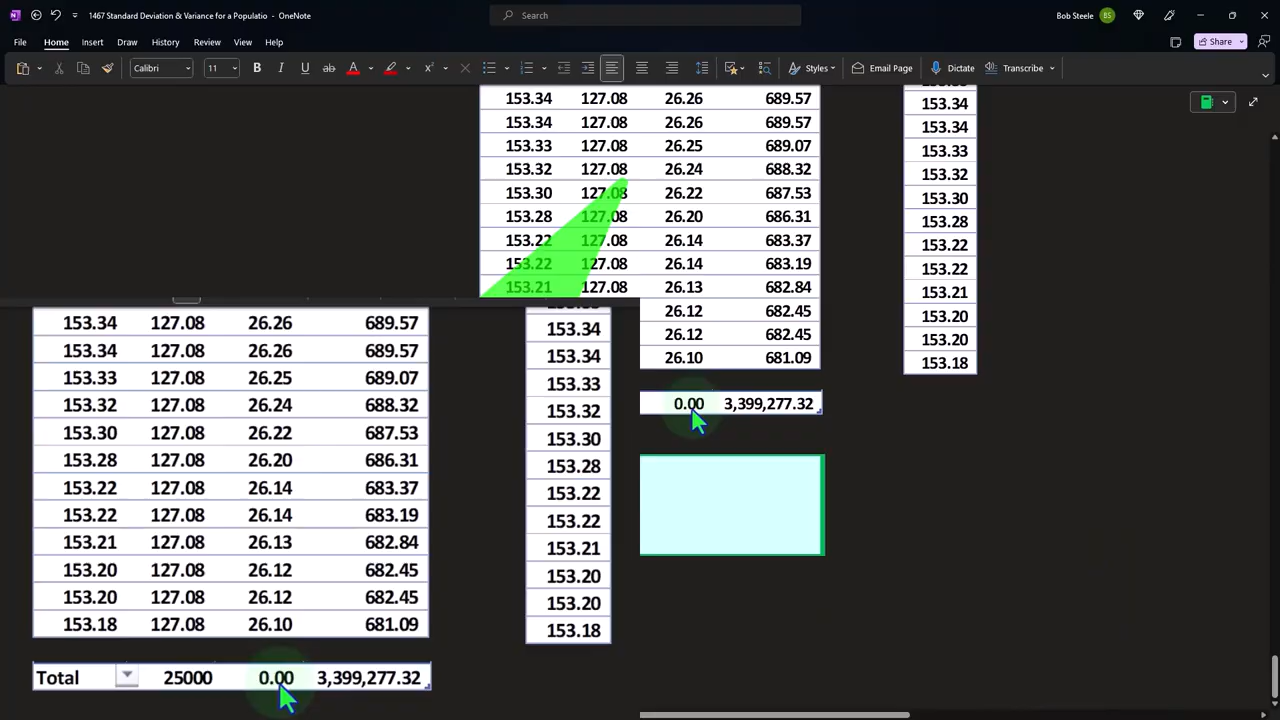 1467 Standard Deviation & Variance for a Populatio - OneNote
Search
Bob Steele
BS
File Home Insert Draw History Review View Help
Share
Calibri 11 B I U ab A x Styles Email Page Dictate Transcribe
153.34 127.08 26.26 689.57 153.34
153.34 127.08 26.26 689.57 153.34
153.33 127.08 26.25 689.07 153.33
153.32 127.08 26.24 688.32 153.32
153.30 127.08 26.22 687.53 153.30
153.28 127.08 26.20 686.31 153.28
153.22 127.08 26.14 683.37 153.22
153.22 127.08 26.14 683.19 153.22
153.21 127.08 26.13 682.84 153.21
26.12 682.45 153.20
26.12 682.45 153.20
26.10 681.09 153.18
0.00 3,399,277.32
153.34 127.08 26.26 689.57 153.34
153.34 127.08 26.26 689.57 153.34
153.33 127.08 26.25 689.07 153.33
153.32 127.08 26.24 688.32 153.32
153.30 127.08 26.22 687.53 153.30
153.28 127.08 26.20 686.31 153.28
153.22 127.08 26.14 683.37 153.22
153.22 127.08 26.14 683.19 153.22
153.21 127.08 26.13 682.84 153.21
153.20 127.08 26.12 682.45 153.20
153.20 127.08 26.12 682.45 153.20
153.18 127.08 26.10 681.09 153.18
Total 25000 0.00 3,399,277.32